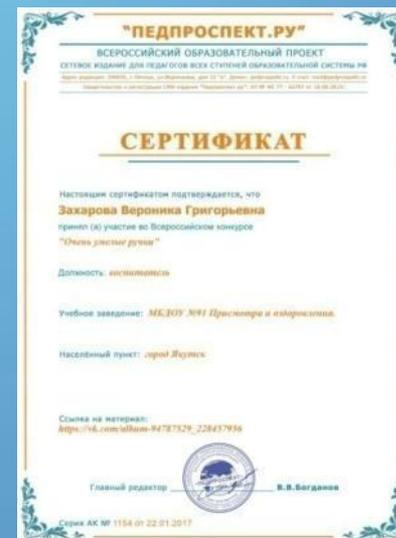 "ПЕДПРОСПЕКТ.РУ"
ВСЕРОССИЙСКИЙ ОБРАЗОВАТЕЛЬНЫЙ ПРОЕКТ
СЕТЕВОЕ ИЗДАНИЕ ДЛЯ ПЕДАГОГОВ ВСЕХ СТУПЕНЕЙ ОБРАЗОВАТЕЛЬНОЙ СИСТЕМЫ РФ
СЕРТИФИКАТ
Настоящим сертификатом подтверждается, что
Захарова Вероника Григорьевна
принял (а) участие во Всероссийском конкурсе
"Очень умелые ручки"
Должность: воспитатель
Учебное заведение: МБДОУ №91 Присмотра и оздоровления.
Населённый пункт: город Якутск
Ссылка на материал:
https://vk.com/album-94787529_228457936
Главный редактор В.В.Богданов
Серия АК № 1154 от 22.01.2017